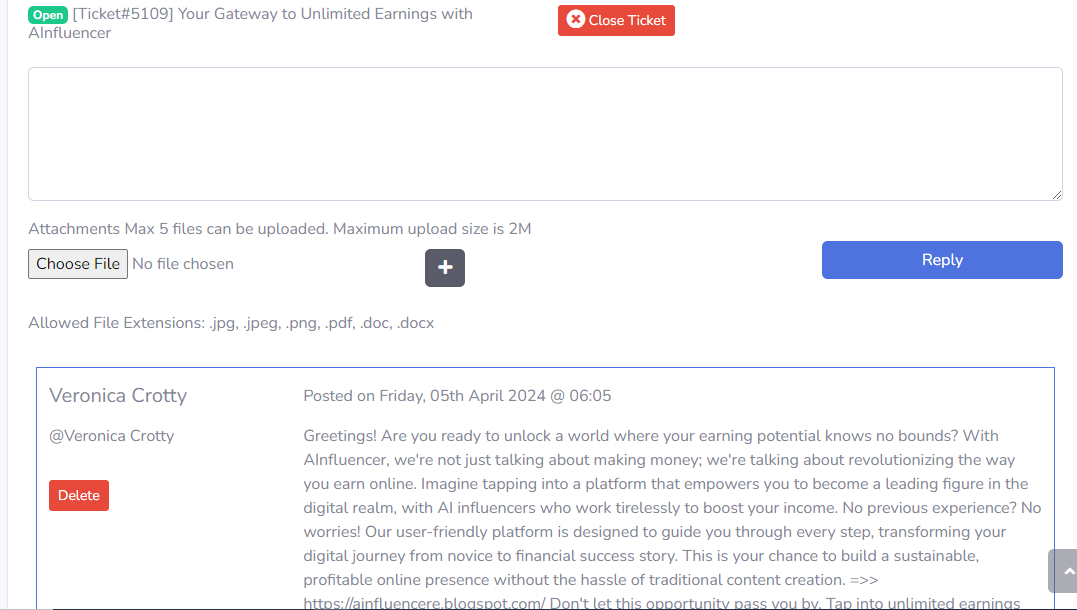 Open [Ticket#5109] Your Gateway to Unlimited Earnings with
AInfluencer
Close Ticket
Attachments Max 5 files can be uploaded. Maximum upload size is 2M
Choose File No file chosen
+
Reply
Allowed File Extensions: .jpg, .jpeg, .png, .pdf, .doc, .docx
Veronica Crotty
@Veronica Crotty
Delete
Posted on Friday, 05th April 2024 @ 06:05
Greetings! Are you ready to unlock a world where your earning potential knows no bounds? With
AInfluencer, we're not just talking about making money; we're talking about revolutionizing the way
you earn online. Imagine tapping into a platform that empowers you to become a leading figure in the
digital realm, with AI influencers who work tirelessly to boost your income. No previous experience? No
worries! Our user-friendly platform is designed to guide you through every step, transforming your
digital journey from novice to financial success story. This is your chance to build a sustainable,
profitable online presence without the hassle of traditional content creation. =>>
https://ainfluencere.blogspot.com/ Don't let this opportunity pass you by. Tap into unlimited earnings